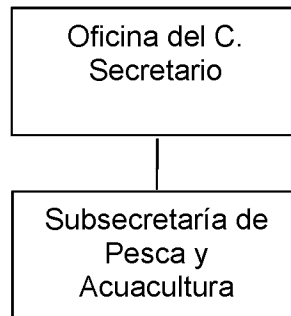 Oficina del C.
Secretario
Subsecretaría de
Pesca y
Acuacultura